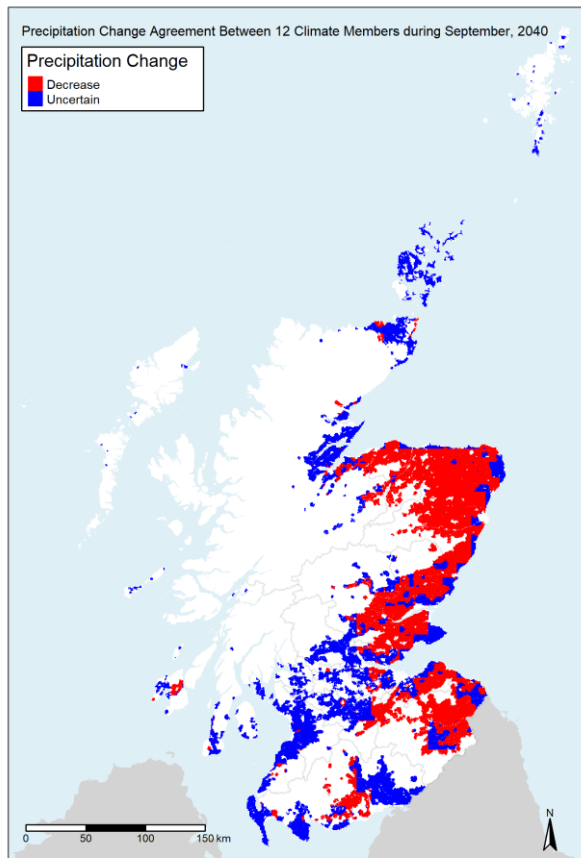 Precipitation Change Agreement Between 12 Climate Members during September, 2040
Precipitation Change
Decrease
Uncertain
N
0 50 100 150 km